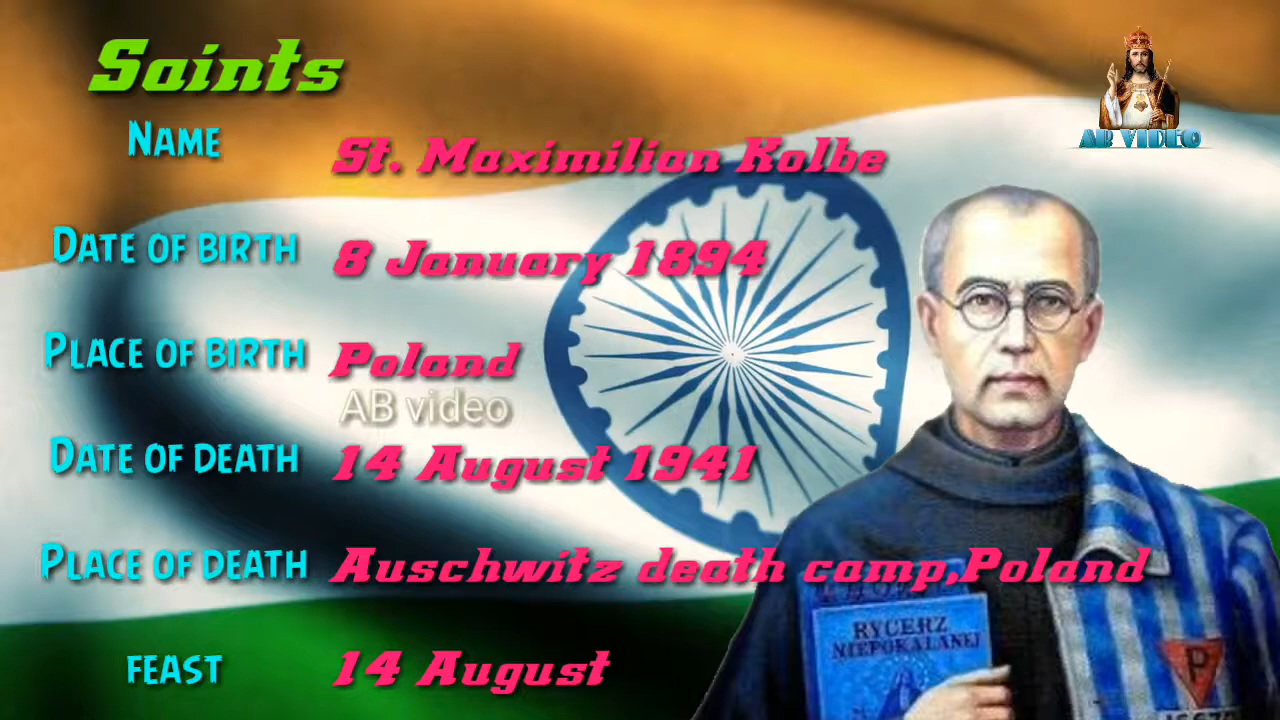 Saints
AB VIDEO
NAME St. Maximilian Kolbe
DATE OF BIRTH 8 January 1894
PLACE OF BIRTH Poland
AB video
DATE OF DEATH 14 August 1941
PLACE OF DEATH Auschwitz death camp,Poland
RYCERZ
NIEPOKALANEJ
P
FEAST 14 August